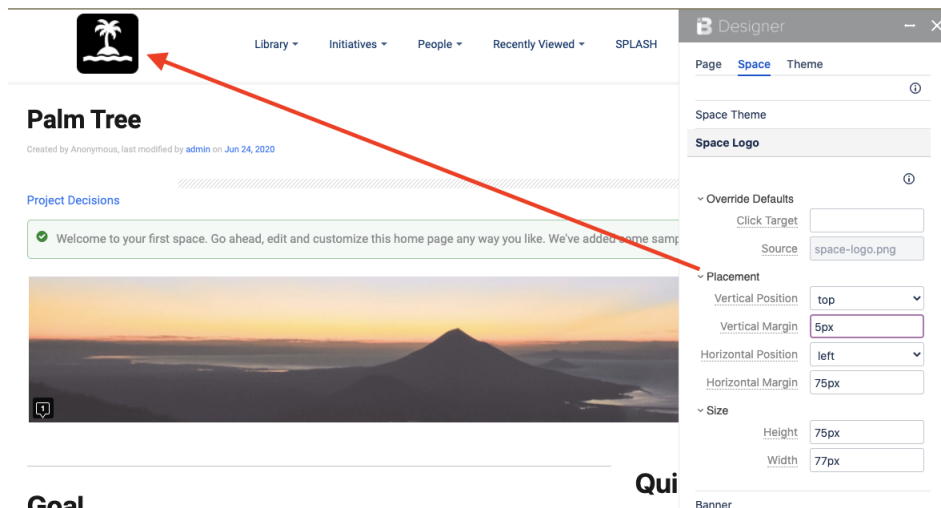 Designer
Library Initiatives People Recently Viewed SPLASH
Page Space Theme
Space Theme
Space Logo
Palm Tree
Created by Anonymous, last modified by admin on Jun 24, 2020
Project Decisions
Welcome to your first space. Go ahead, edit and customize this home page any way you like. We've added some samp
Override Defaults
Click Target
Source space-logo.png
Placement
Vertical Position top
Vertical Margin 5px
Horizontal Position left
Horizontal Margin 75px
Size
Height 75px
Width 77px
1
Goal
Qui
Banner